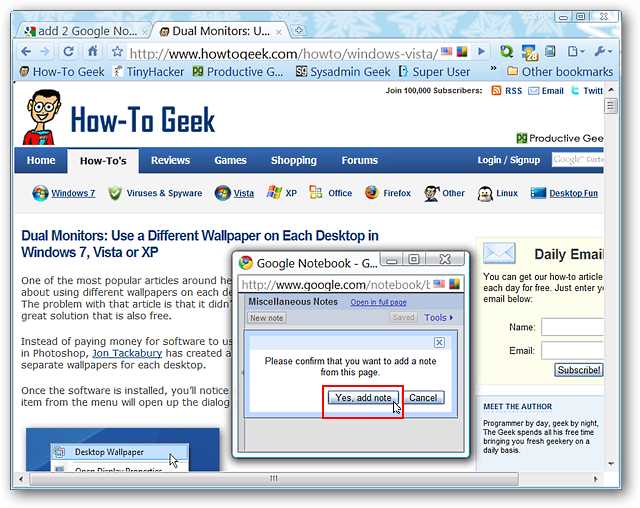 add 2 Google No...
Dual Monitors: U...
http://www.howtogeek.com/howto/windows-vista/
How-To Geek
TinyHacker
Productive G...
Sysadmin Geek
Super User
Other bookmarks
Join 100,000 Subscribers:
RSS
Email
Twitt
How-To Geek
Productive Gee
Home
How-To's
Reviews
Games
Shopping
Forums
Login / Signup
Google™
Windows 7
Viruses & Spyware
Vista
XP
Office
Firefox
Other
Linux
Desktop Fun
Dual Monitors: Use a Different Wallpaper on Each Desktop in
Windows 7, Vista or XP
One of the most popular articles around he
about using different wallpapers on each de
The problem with that article is that it didn'
great solution that is also free.
Instead of paying money for software to us
in Photoshop, Jon Tackabury has created a
separate wallpapers for each desktop.
Once the software is installed, you'll notice
item from the menu will open up the dialog
Desktop Wallpaper
Open Display Properties
Google Notebook - G...
http://www.google.com/notebook/b
Miscellaneous Notes
Open in full page
New note
Saved
Tools
Please confirm that you want to add a note
from this page.
Yes, add note
Cancel
Daily Emai
You can get our how-to article
each day for free. Just enter yo
email below:
Name:
Email:
Subscribe!
MEET THE AUTHOR
Programmer by day, geek by night,
The Geek spends all his free time
bringing you fresh geekery on a
daily basis.